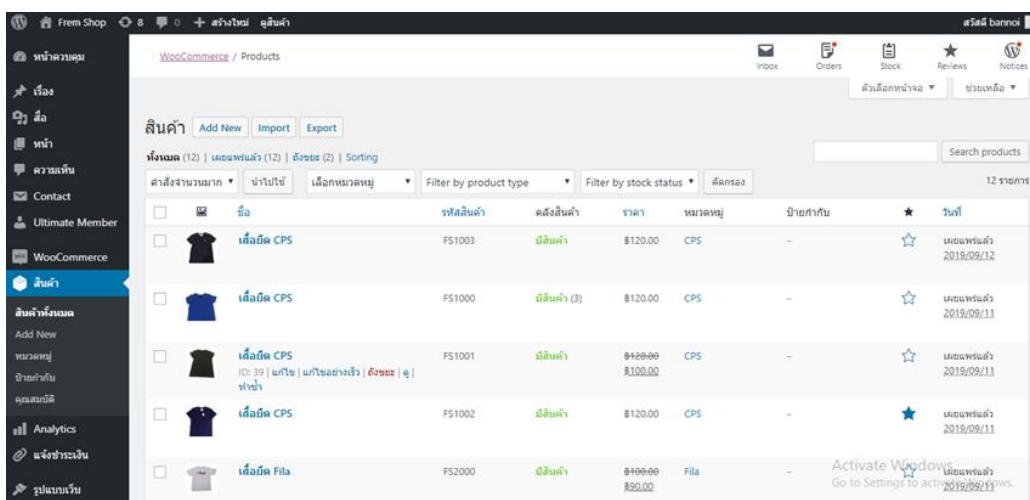 Frem Shop 8 0 + สร้างใหม่ ดูสินค้า สวัสดี bannoi
หน้าควบคุม
เรื่อง
สื่อ
หน้า
ความเห็น
Contact
Ultimate Member
WooCommerce
สินค้า
สินค้าทั้งหมด
Add New
หมวดหมู่
ป้ายกำกับ
คุณสมบัติ
Analytics
แจ้งชำระเงิน
รูปแบบเว็บ
WooCommerce / Products
Inbox Orders Stock Reviews Notices
ตัวเลือกหน้าจอ ช่วยเหลือ
สินค้า Add New Import Export
ทั้งหมด (12) | เผยแพร่แล้ว (12) | ถังขยะ (2) | Sorting
Search products
คำสั่งจำนวนมาก นำไปใช้ เลือกหมวดหมู่ Filter by product type Filter by stock status คัดกรอง 12 รายการ
ชื่อ รหัสสินค้า คลังสินค้า ราคา หมวดหมู่ ป้ายกำกับ วันที่
เสื้อยืด CPS FS1003 มีสินค้า ฿120.00 CPS – เผยแพร่แล้ว
2019/09/12
เสื้อยืด CPS FS1000 มีสินค้า (3) ฿120.00 CPS – เผยแพร่แล้ว
2019/09/11
เสื้อยืด CPS FS1001 มีสินค้า ฿120.00 CPS – เผยแพร่แล้ว
ID: 39 | แก้ไข | แก้ไขอย่างเร็ว | ถังขยะ | ดู | ฿100.00 2019/09/11
ทำซ้ำ
เสื้อยืด CPS FS1002 มีสินค้า ฿120.00 CPS – เผยแพร่แล้ว
2019/09/11
เสื้อยืด Fila FS2000 มีสินค้า ฿100.00 Fila – เผยแพร่แล้ว
฿90.00 2019/09/11
Activate Windows
Go to Settings to activate Windows.